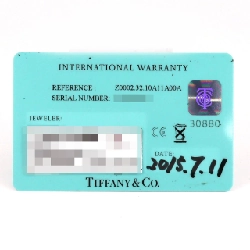 INTERNATIONAL WARRANTY
REFERENCE Z0002.32.10A11A00A
SERIAL NUMBER
JEWELER:
CE 30880
DATE 2015.7.11
TIFFANY & CO.